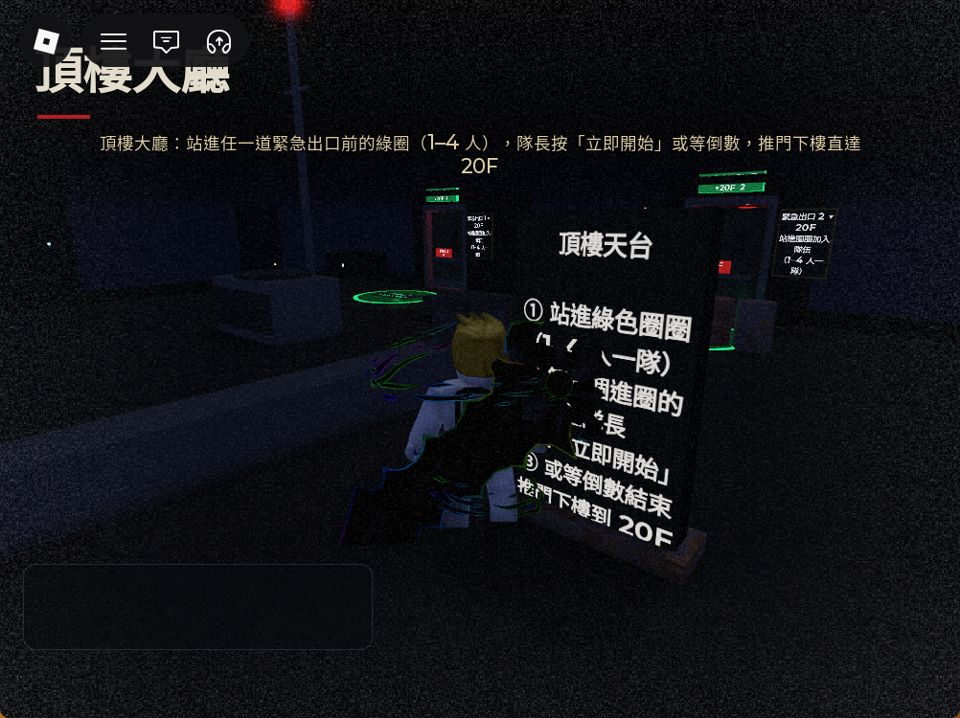 頂樓大廳
頂樓大廳：站進任一道緊急出口前的綠圈（1–4 人），隊長按「立即開始」或等倒數，推門下樓直達
20F
▾20F 2
緊急出口 2 ▾
20F
站進圈圈加入
隊伍
（1–4 人一
隊）
頂樓天台
① 站進綠色圈圈
人一隊）
進圈的
長
立即開始」
③ 或等倒數結束
推門下樓到 20F